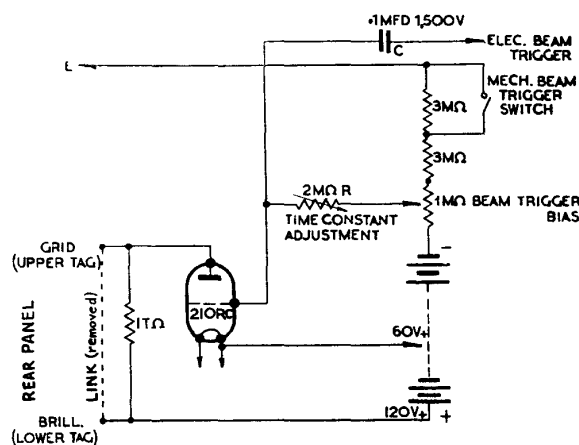 ·1MFD 1,500V
C
ELEC. BEAM
TRIGGER
MECH. BEAM
TRIGGER
SWITCH
3MΩ
3MΩ
2MΩ R
1MΩ BEAM TRIGGER
BIAS
TIME CONSTANT
ADJUSTMENT
GRID
(UPPER TAG)
REAR PANEL
LINK (removed)
1TΩ
210RC
-
60V+
120V+
+
BRILL.
(LOWER TAG)